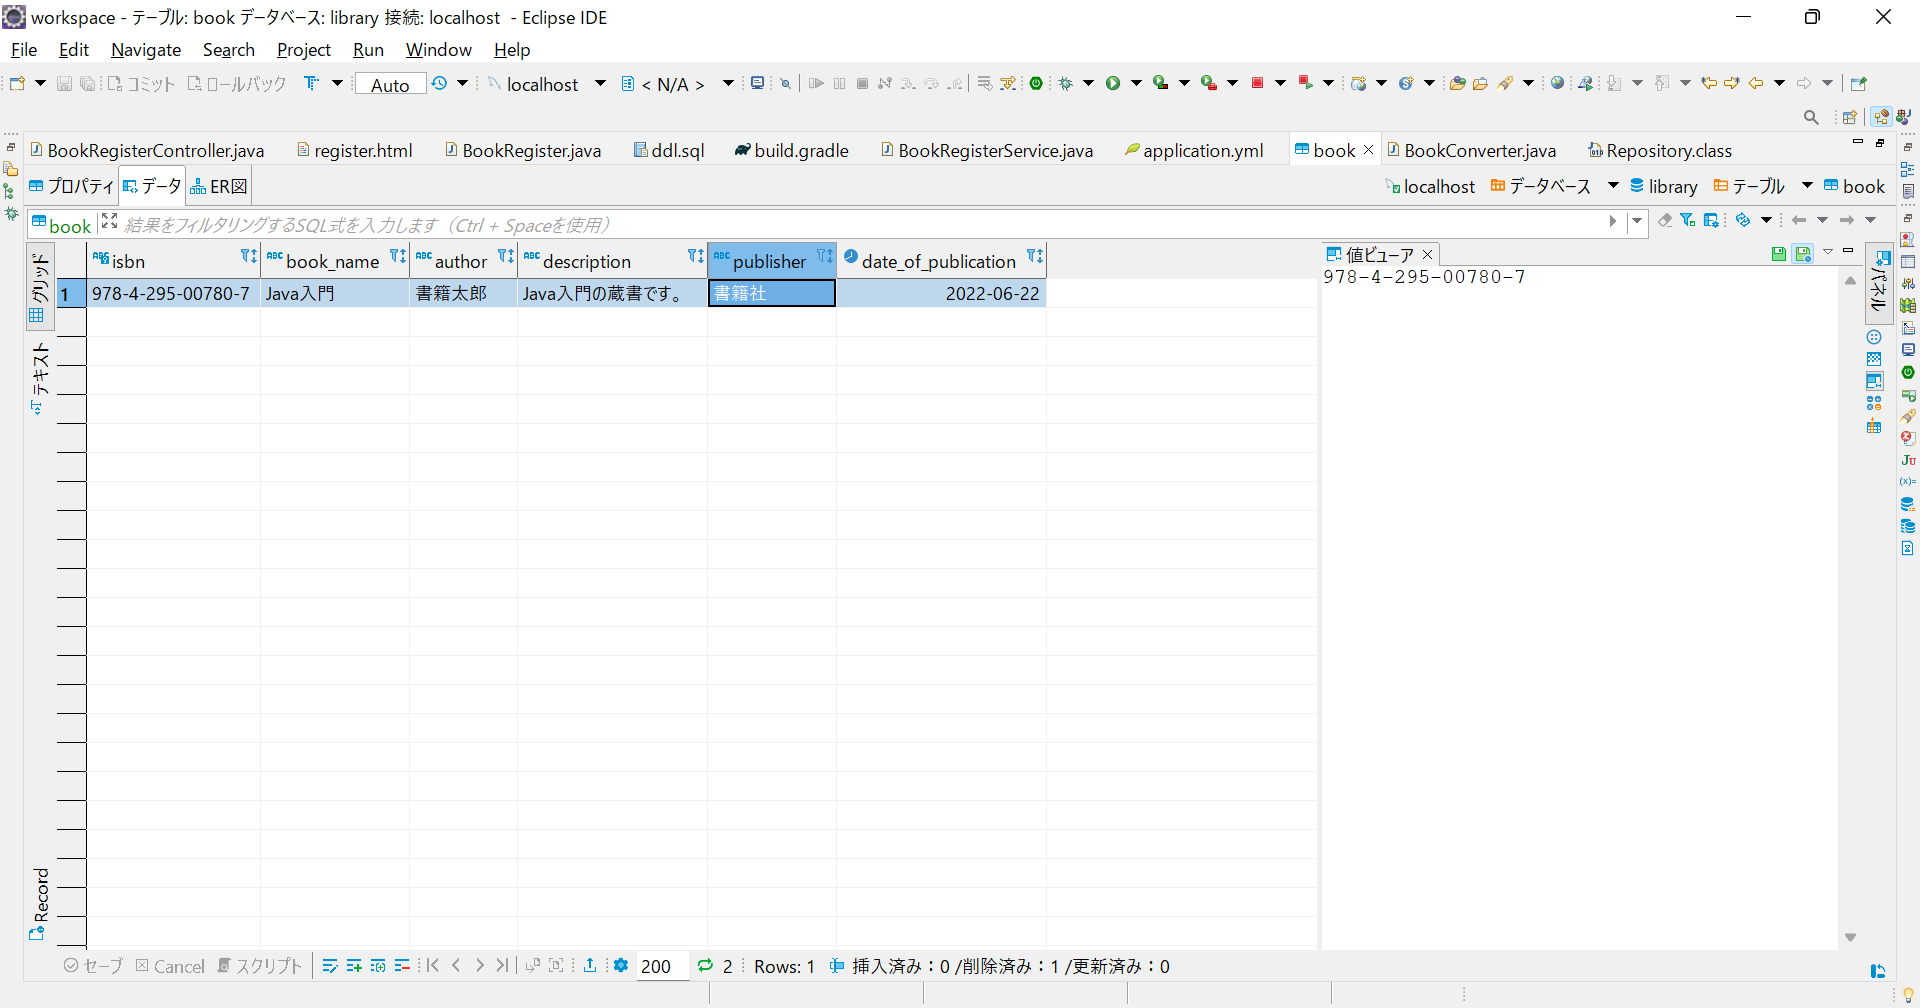 workspace - テーブル: book データベース: library 接続: localhost - Eclipse IDE
File Edit Navigate Search Project Run Window Help
コミット ロールバック Auto localhost < N/A >
BookRegisterController.java register.html BookRegister.java ddl.sql build.gradle BookRegisterService.java application.yml book BookConverter.java Repository.class
プロパティ データ ER図 localhost データベース library テーブル book
book 結果をフィルタリングするSQL式を入力します（Ctrl + Spaceを使用）
isbn book_name author description publisher date_of_publication
1 978-4-295-00780-7 Java入門 書籍太郎 Java入門の蔵書です。 書籍社 2022-06-22
値ビューア
978-4-295-00780-7
グリッド
テキスト
Record
パネル
セーブ Cancel スクリプト 200 2 Rows: 1 挿入済み：0 /削除済み：1 /更新済み：0